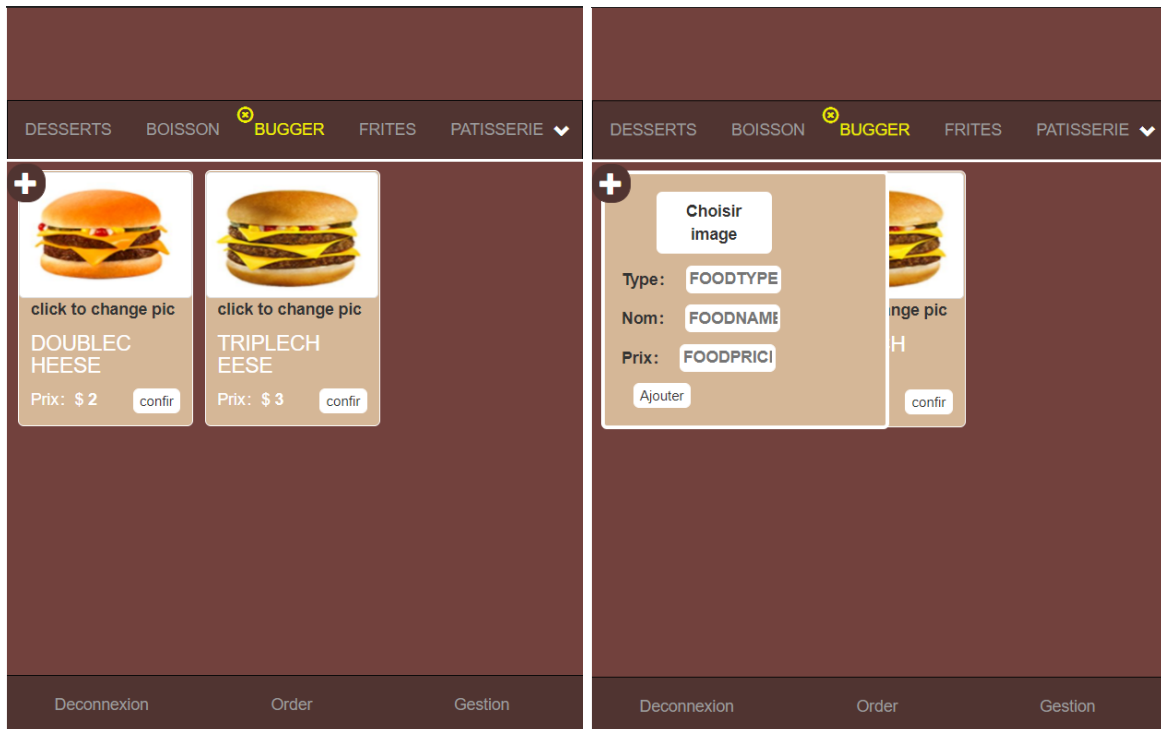 DESSERTS BOISSON BUGGER FRITES PATISSERIE
click to change pic click to change pic
DOUBLEC
HEESE
TRIPLECH
EESE
Prix: $ 2 confir Prix: $ 3 confir
Deconnexion Order Gestion
DESSERTS BOISSON BUGGER FRITES PATISSERIE
Choisir
image
Type: FOODTYPE
Nom: FOODNAME
Prix: FOODPRICI
Ajouter
nge pic
H
confir
Deconnexion Order Gestion